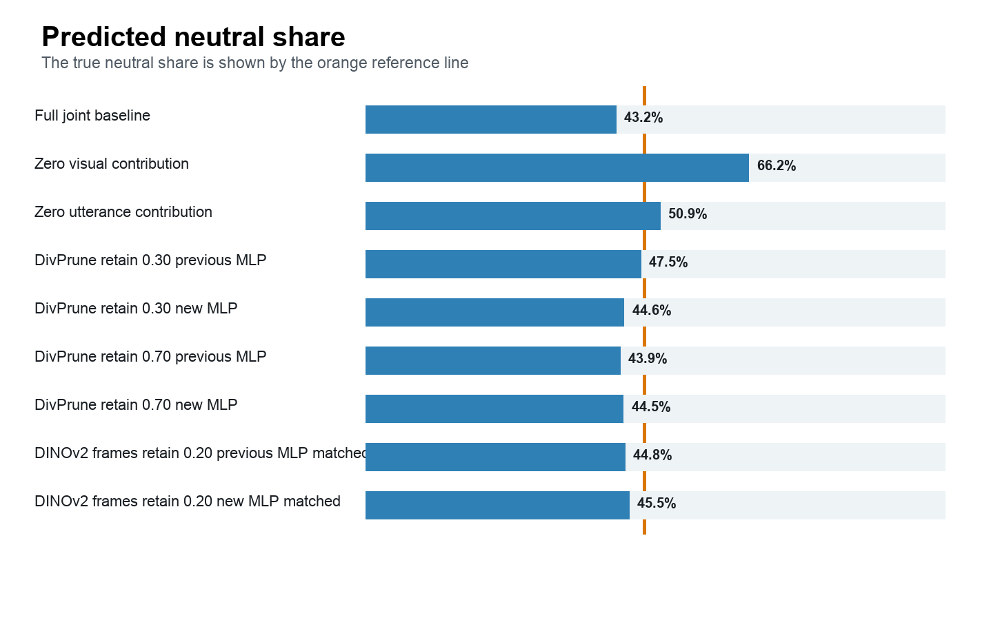 Predicted neutral share
The true neutral share is shown by the orange reference line
Full joint baseline 43.2%
Zero visual contribution 66.2%
Zero utterance contribution 50.9%
DivPrune retain 0.30 previous MLP 47.5%
DivPrune retain 0.30 new MLP 44.6%
DivPrune retain 0.70 previous MLP 43.9%
DivPrune retain 0.70 new MLP 44.5%
DINOv2 frames retain 0.20 previous MLP matched 44.8%
DINOv2 frames retain 0.20 new MLP matched 45.5%